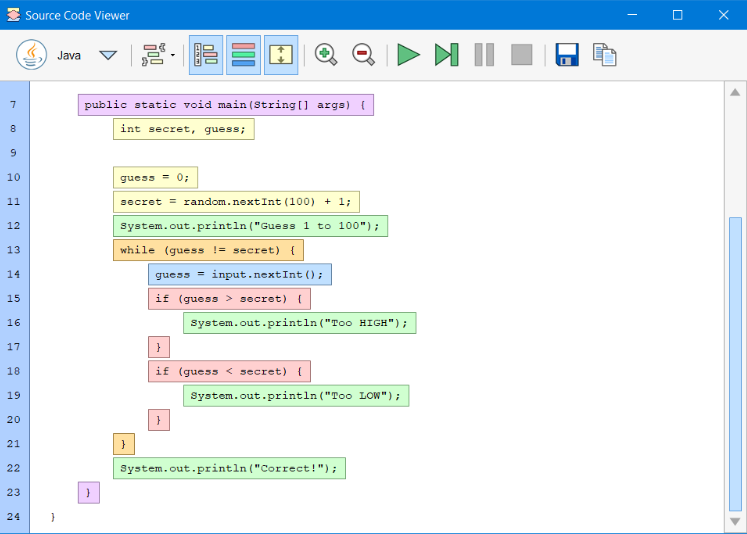 Source Code Viewer
Java
7 public static void main(String[] args) {
8 int secret, guess;
9
10 guess = 0;
11 secret = random.nextInt(100) + 1;
12 System.out.println("Guess 1 to 100");
13 while (guess != secret) {
14 guess = input.nextInt();
15 if (guess > secret) {
16 System.out.println("Too HIGH");
17 }
18 if (guess < secret) {
19 System.out.println("Too LOW");
20 }
21 }
22 System.out.println("Correct!");
23 }
24 }